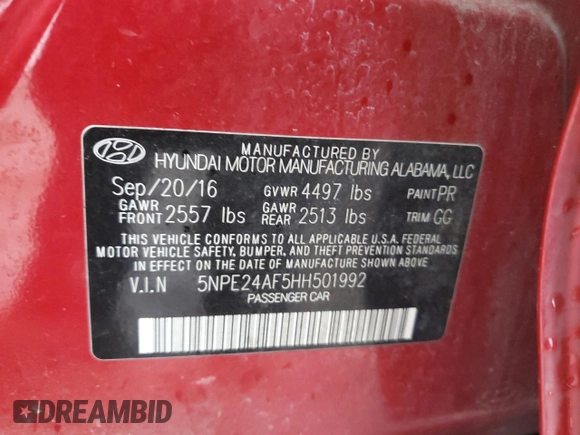 MANUFACTURED BY
HYUNDAI MOTOR MANUFACTURING ALABAMA, LLC
Sep/20/16 GVWR 4497 lbs PAINT PR
GAWR FRONT 2557 lbs GAWR REAR 2513 lbs TRIM GG
THIS VEHICLE CONFORMS TO ALL APPLICABLE U.S.A. FEDERAL
MOTOR VEHICLE SAFETY, BUMPER, AND THEFT PREVENTION STANDARDS
IN EFFECT ON THE DATE OF MANUFACTURE SHOWN ABOVE.
V.I.N 5NPE24AF5HH501992
PASSENGER CAR
DREAMBID